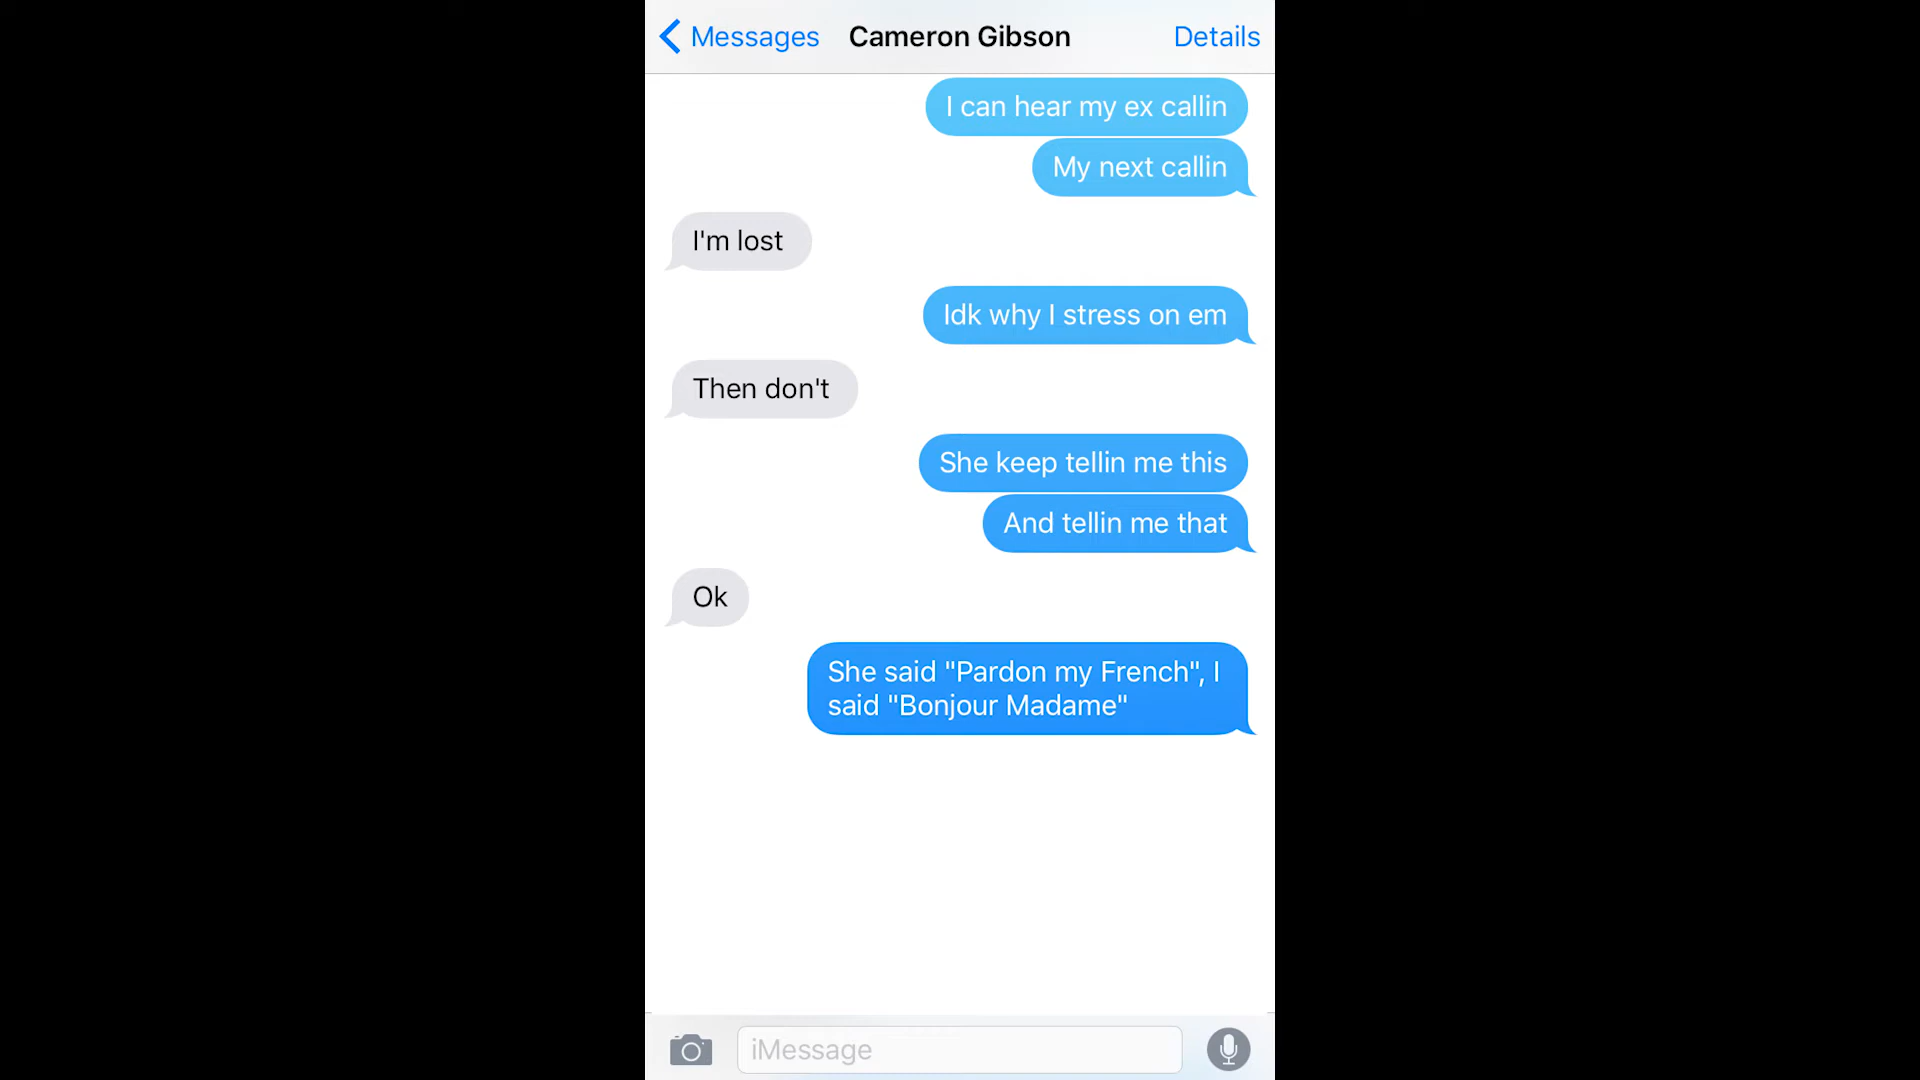 Messages Cameron Gibson Details
I can hear my ex callin
My next callin
I'm lost
Idk why I stress on em
Then don't
She keep tellin me this
And tellin me that
Ok
She said "Pardon my French", I
said "Bonjour Madame"
iMessage